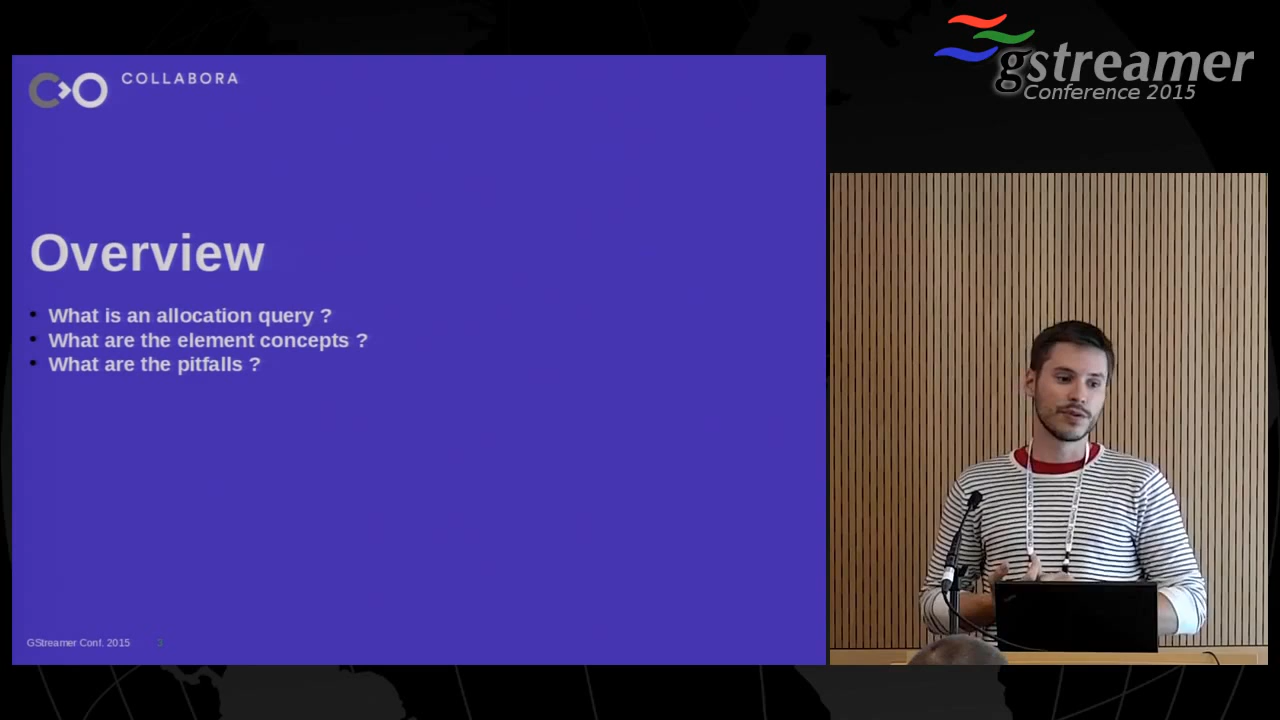 gstreamer
Conference 2015
COLLABORA
Overview
• What is an allocation query ?
• What are the element concepts ?
• What are the pitfalls ?
GStreamer Conf. 2015 3